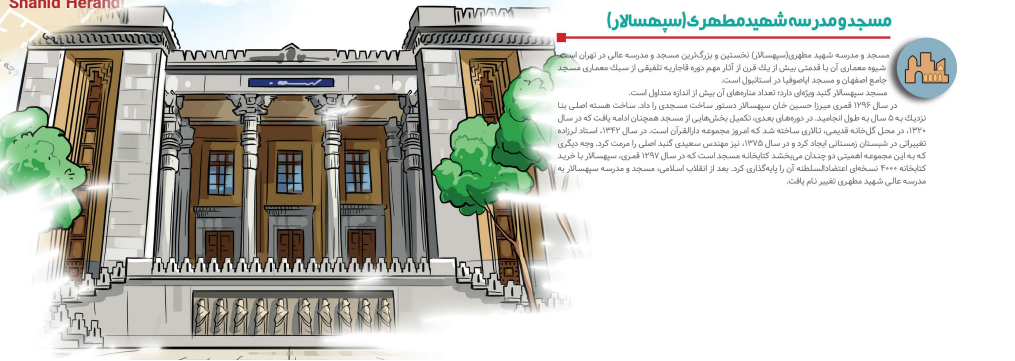 Shahid Herandi
مسجد و مدرسه شهید مطهری (سپهسالار)
مسجد و مدرسه شهید مطهری(سپهسالار) نخستین و بزرگ‌ترین مسجد و مدرسه عالی در تهران است.
شیوه معماری آن با قدمتی بیش از یک قرن از آثار مهم دوره قاجاریه تلفیقی از سبک معماری مسجد
جامع اصفهان و مسجد ایاصوفیا در استانبول است.
مسجد سپهسالار گنبد ویژه‌ای دارد؛ تعداد مناره‌های آن بیش از اندازه متداول است.
در سال ۱۲۹۶ قمری میرزا حسین خان سپهسالار دستور ساخت مسجدی را داد. ساخت هسته اصلی بنا
نزدیک به ۵ سال به طول انجامید. در دوره‌های بعدی، تکمیل بخش‌هایی از مسجد همچنان ادامه یافت که در سال
۱۳۲۰، در محل گل‌خانه قدیمی، تالاری ساخته شد که امروز مجموعه دارالقرآن است. در سال ۱۳۴۲، استاد لرزاده
تغییراتی در شبستان زمستانی ایجاد کرد و در سال ۱۳۷۵، نیز مهندس سعیدی گنبد اصلی را مرمت کرد. وجه دیگری
که به این مجموعه اهمیتی دو چندان می‌بخشد کتابخانه مسجد است که در سال ۱۲۹۷ قمری، سپهسالار با خرید
کتابخانه ۴۰۰۰ نسخه‌ای اعتضادالسلطنه آن را پایه‌گذاری کرد. بعد از انقلاب اسلامی، مسجد و مدرسه سپهسالار به
مدرسه عالی شهید مطهری تغییر نام یافت.